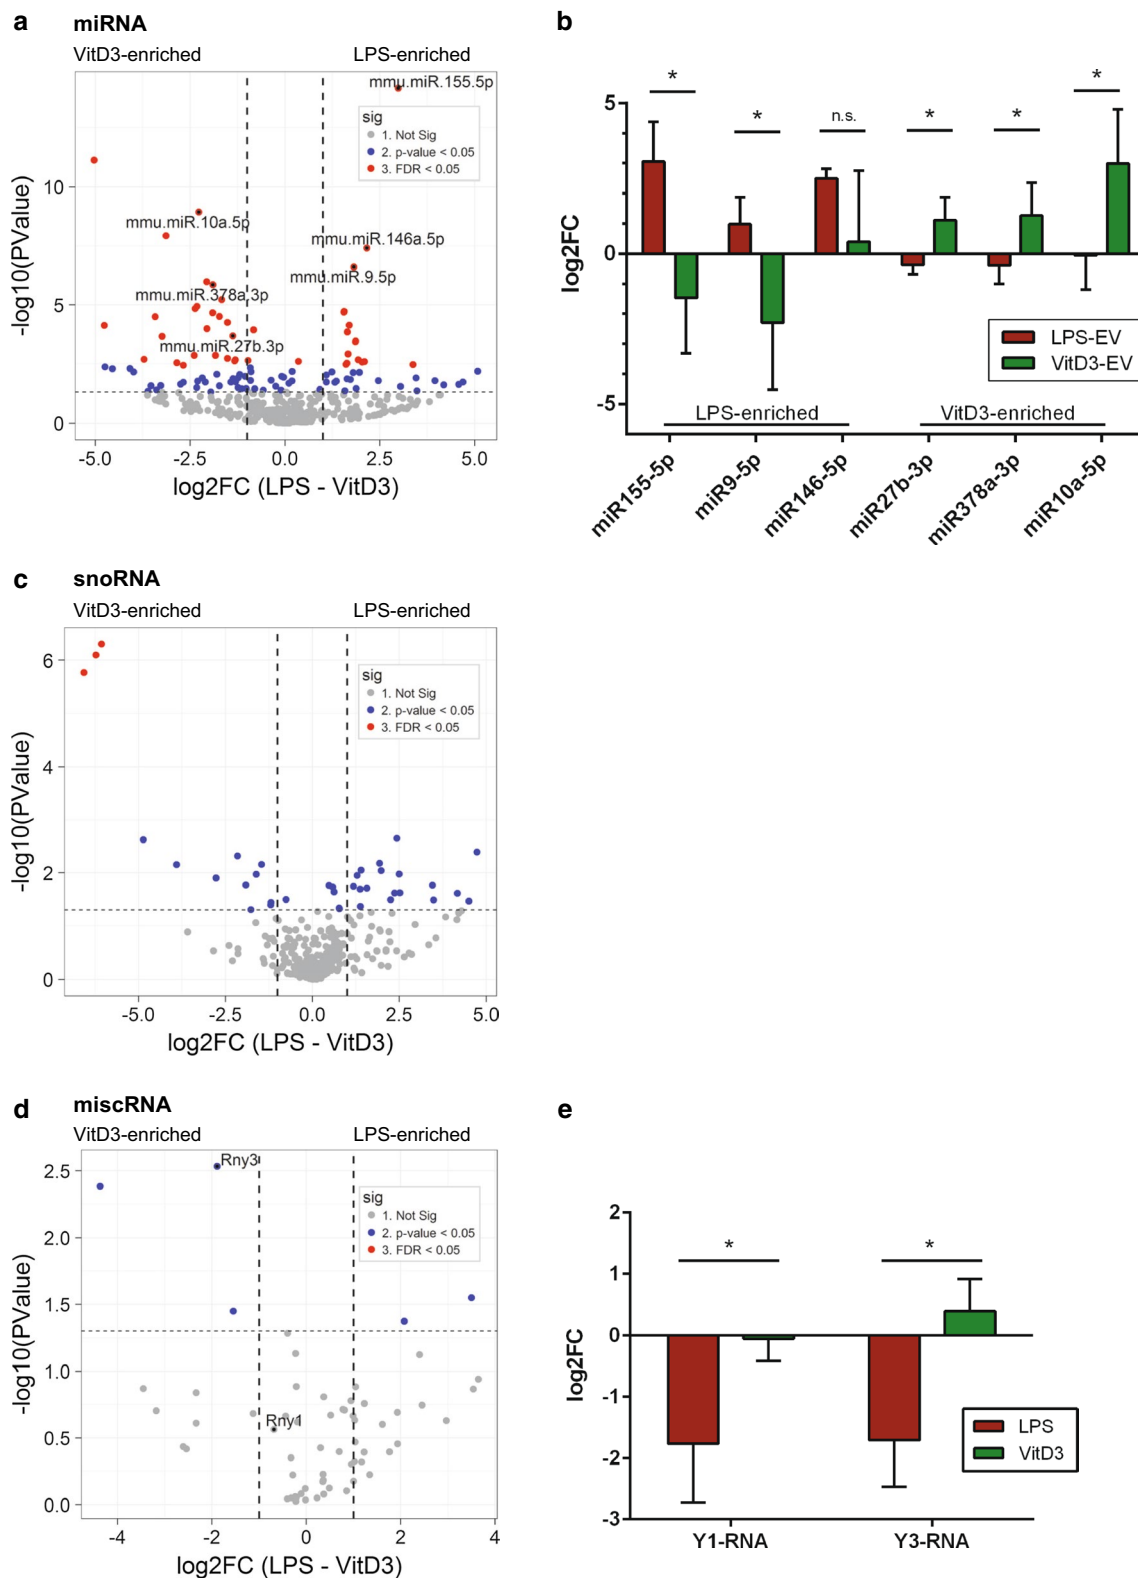 a miRNA
VitD3-enriched LPS-enriched
mmu.miR.155.5p
sig
1. Not Sig
2. p-value < 0.05
3. FDR < 0.05
10
mmu.miR.10a.5p
mmu.miR.146a.5p
mmu.miR.9.5p
5
mmu.miR.378a.3p
mmu.miR.27b.3p
0
-log10(PValue)
-5.0 -2.5 0.0 2.5 5.0
log2FC (LPS - VitD3)
b
* * n.s. * * *
5
0
-5
log2FC
LPS-EV
VitD3-EV
LPS-enriched VitD3-enriched
miR155-5p miR9-5p miR146-5p miR27b-3p miR378a-3p miR10a-5p
c snoRNA
VitD3-enriched LPS-enriched
sig
1. Not Sig
2. p-value < 0.05
3. FDR < 0.05
6
4
2
0
-log10(PValue)
-5.0 -2.5 0.0 2.5 5.0
log2FC (LPS - VitD3)
d miscRNA
VitD3-enriched LPS-enriched
Rny3
sig
1. Not Sig
2. p-value < 0.05
3. FDR < 0.05
2.5
2.0
1.5
1.0
Rny1
0.5
0.0
-log10(PValue)
-4 -2 0 2 4
log2FC (LPS - VitD3)
e
* *
2
1
0
-1
-2
-3
log2FC
LPS
VitD3
Y1-RNA Y3-RNA